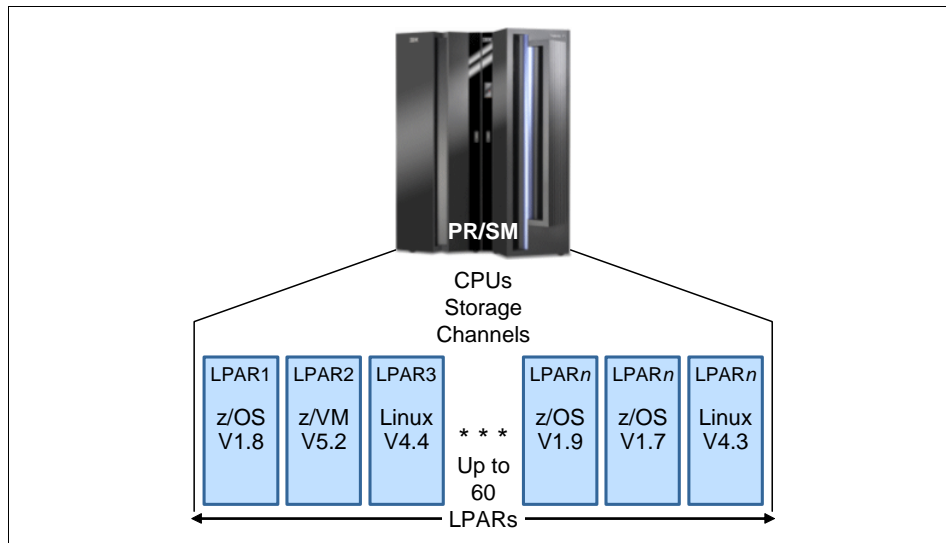 PR/SM
CPUs
Storage
Channels
LPAR1
z/OS
V1.8
LPAR2
z/VM
V5.2
LPAR3
Linux
V4.4
* * *
Up to
60
LPARs
LPARn
z/OS
V1.9
LPARn
z/OS
V1.7
LPARn
Linux
V4.3